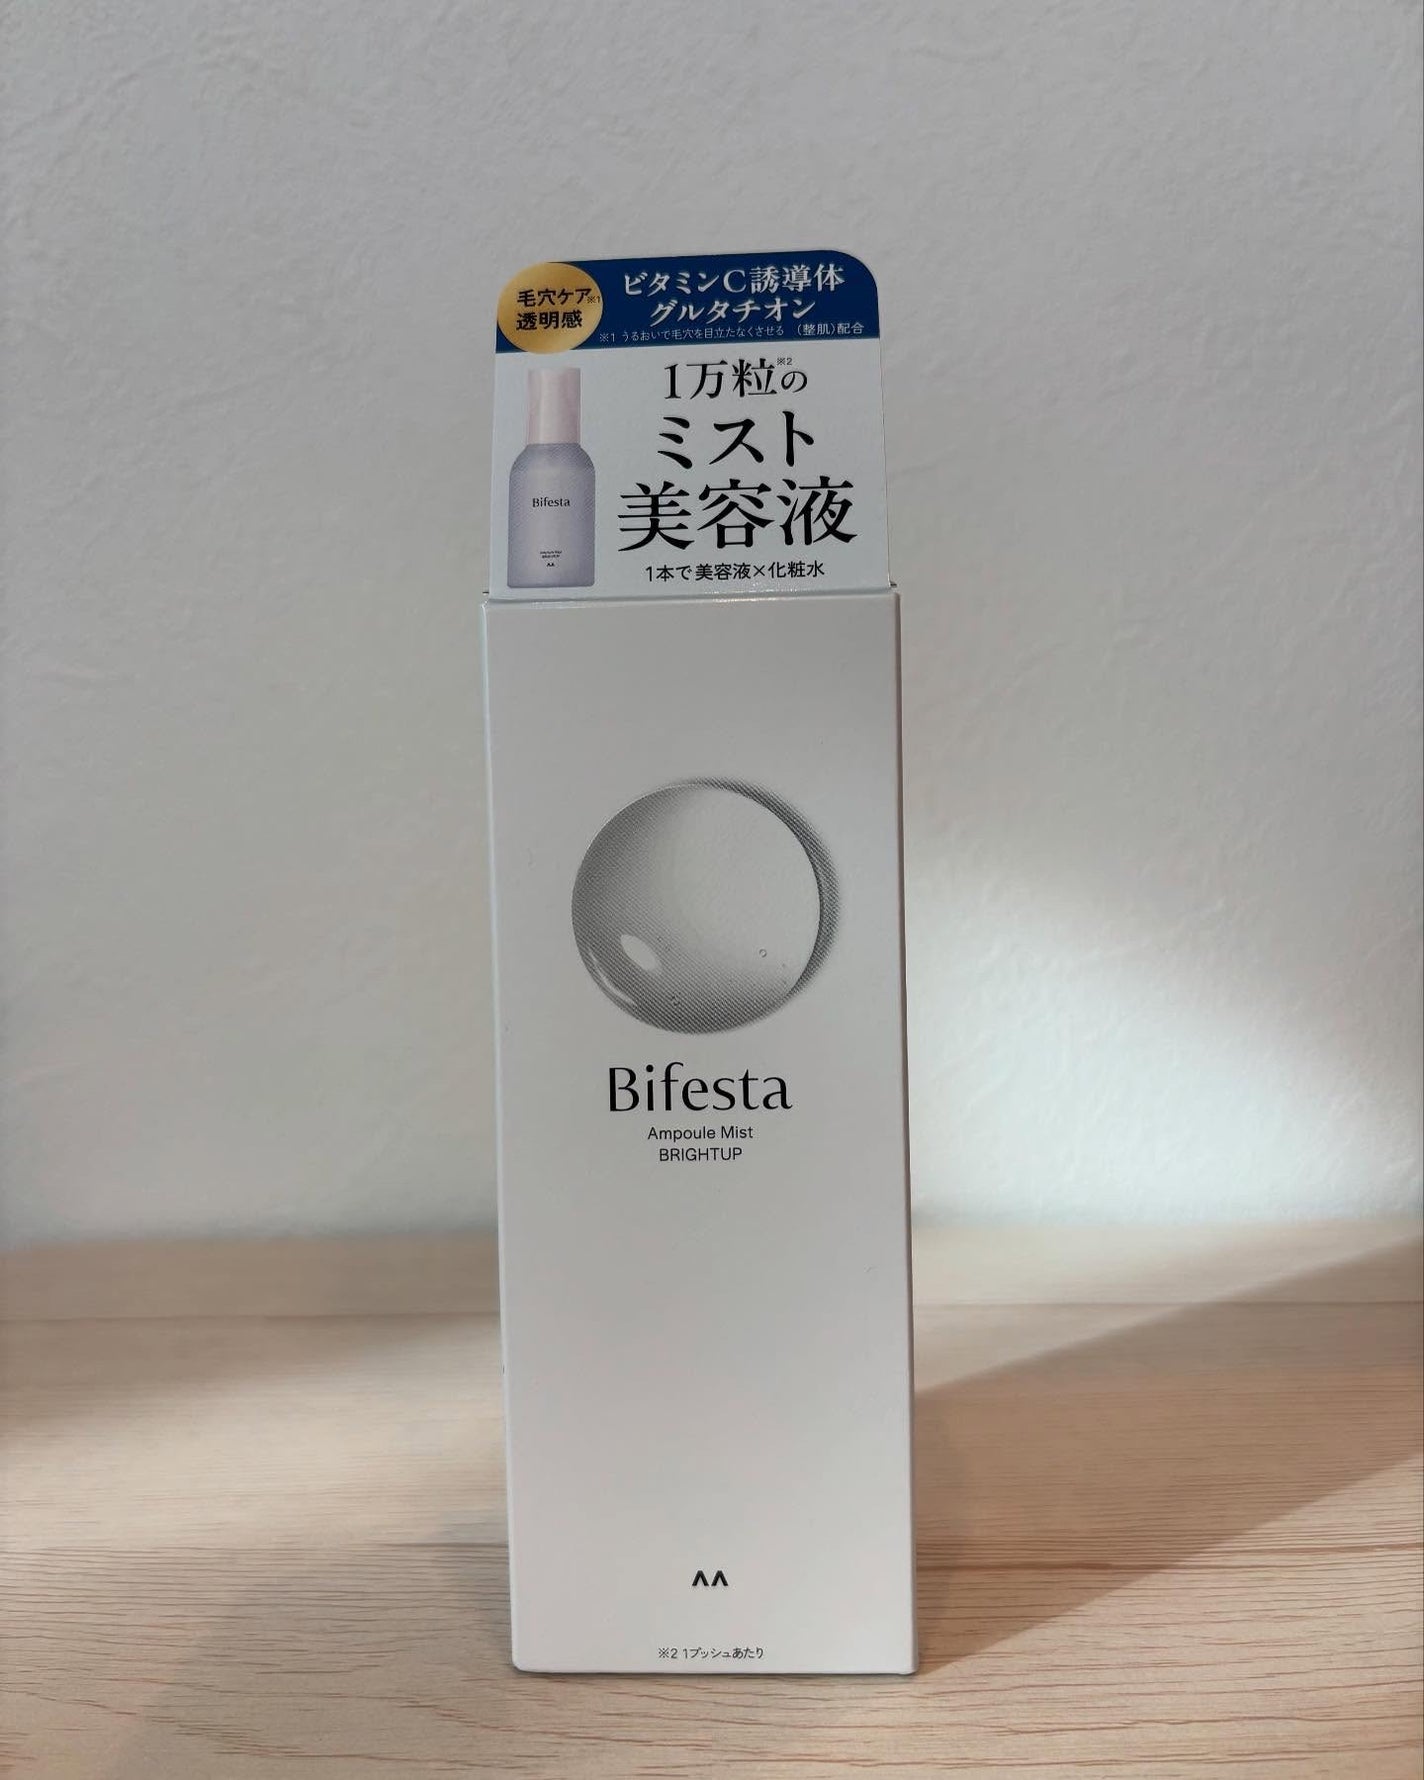 毛穴ケア※1
透明感
ビタミンC誘導体
グルタチオン
※1 うるおいで毛穴を目立たなくさせる (整肌)配合
1万粒※2の
ミスト
美容液
1本で美容液×化粧水
Bifesta
Bifesta
Ampoule Mist
BRIGHTUP
※2 1プッシュあたり